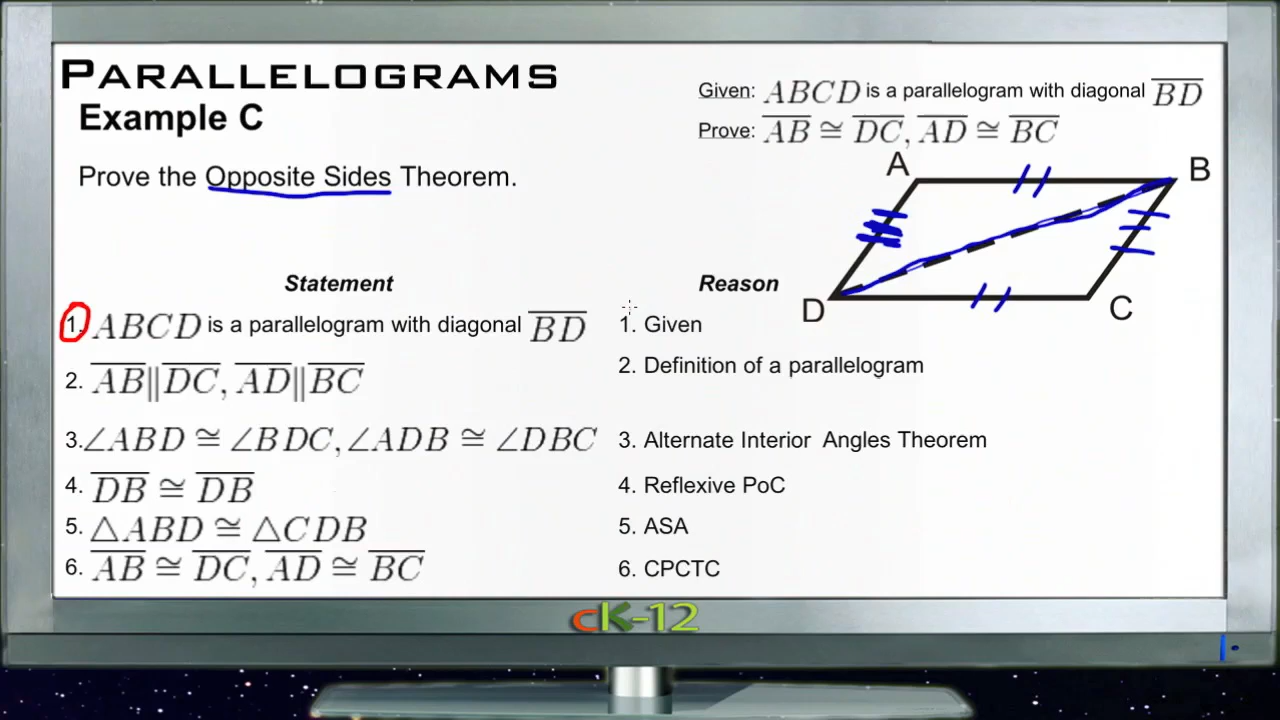 PARALLELOGRAMS
Example C
Given: ABCD is a parallelogram with diagonal BD
Prove: AB ≅ DC, AD ≅ BC
Prove the Opposite Sides Theorem.
A
B
D
C
Statement Reason
1. ABCD is a parallelogram with diagonal BD 1. Given
2. AB||DC, AD||BC 2. Definition of a parallelogram
3.∠ABD ≅ ∠BDC, ∠ADB ≅ ∠DBC 3. Alternate Interior Angles Theorem
4. DB ≅ DB 4. Reflexive PoC
5. △ABD ≅ △CDB 5. ASA
6. AB ≅ DC, AD ≅ BC 6. CPCTC
cK-12